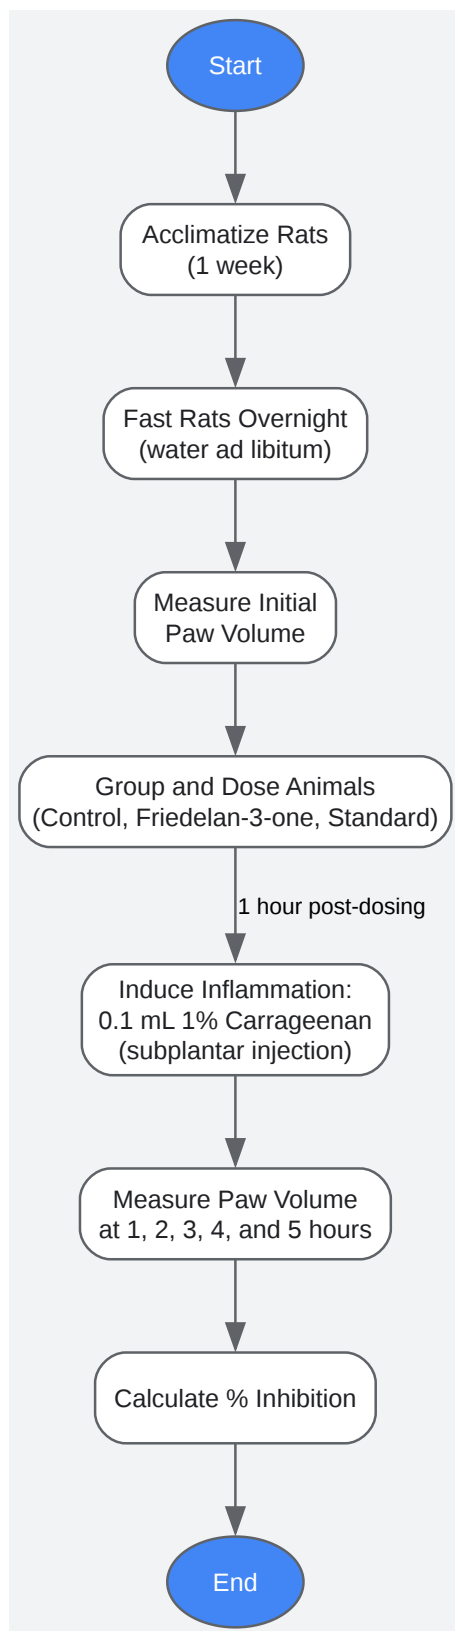 Start
Acclimatize Rats
(1 week)
Fast Rats Overnight
(water ad libitum)
Measure Initial
Paw Volume
Group and Dose Animals
(Control, Friedelan-3-one, Standard)
1 hour post-dosing
Induce Inflammation:
0.1 mL 1% Carrageenan
(subplantar injection)
Measure Paw Volume
at 1, 2, 3, 4, and 5 hours
Calculate % Inhibition
End